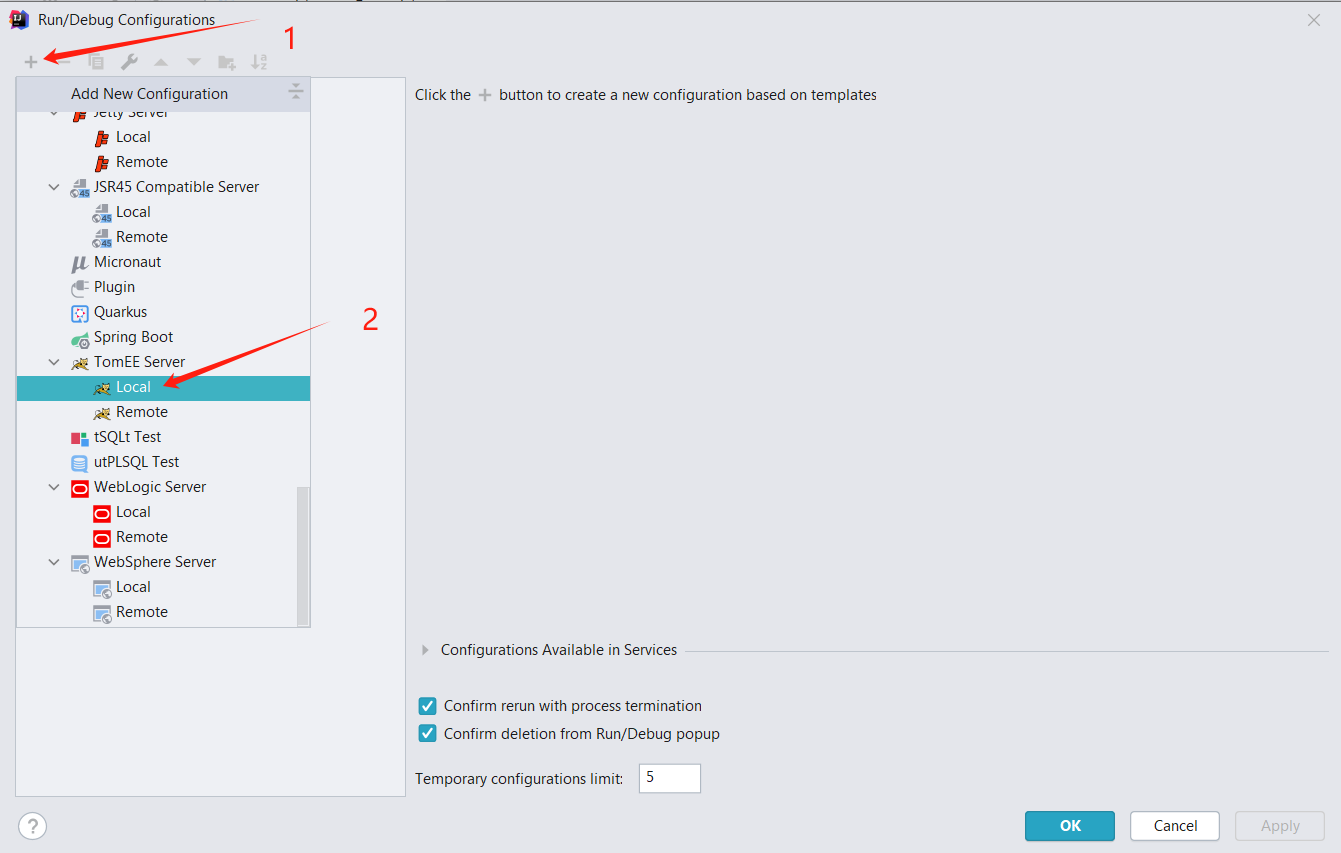 Run/Debug Configurations
1
Add New Configuration
Click the + button to create a new configuration based on templates
Jetty Server
Local
Remote
JSR45 Compatible Server
Local
Remote
Micronaut
Plugin
Quarkus
Spring Boot
2
TomEE Server
Local
Remote
tSQLt Test
utPLSQL Test
WebLogic Server
Local
Remote
WebSphere Server
Local
Remote
Configurations Available in Services
Confirm rerun with process termination
Confirm deletion from Run/Debug popup
Temporary configurations limit: 5
? OK Cancel Apply